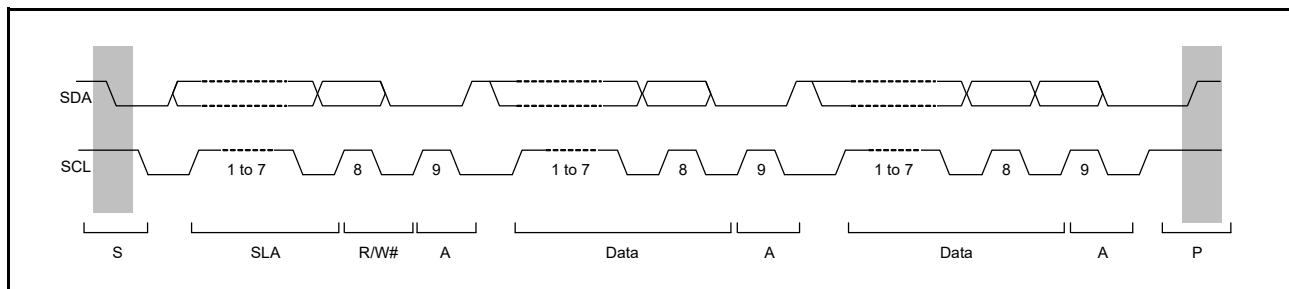 SDA
SCL
1 to 7 8 9 1 to 7 8 9 1 to 7 8 9
S SLA R/W# A Data A Data A P